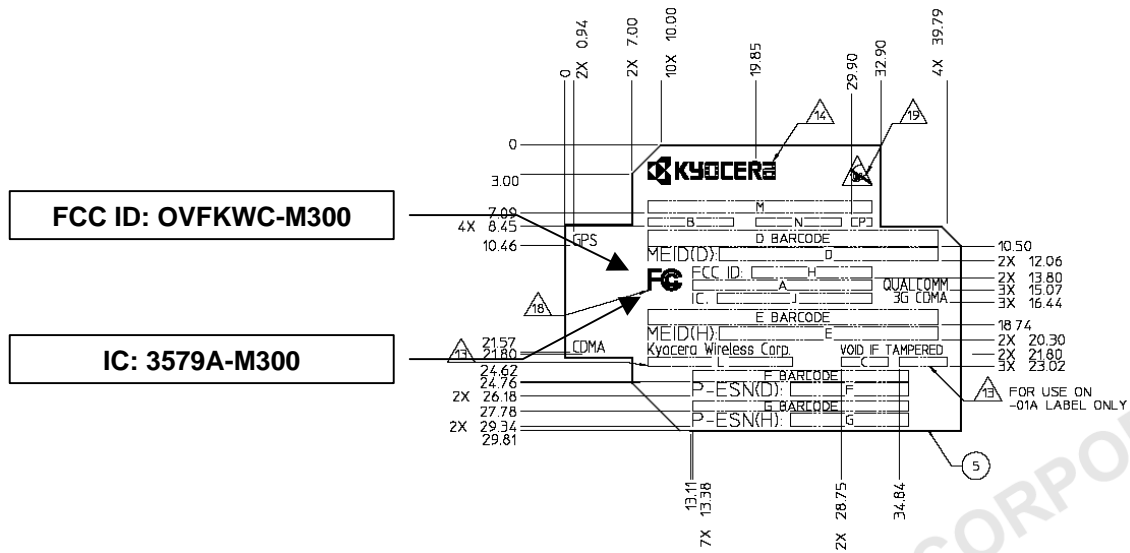 0
2X 0.94
2X 7.00
10X 10.00
19.85
29.90
32.90
4X 39.79
14
19
0
3.00
7.09
4X 8.45
10.46
KYOCERA
M
B N CP
D BARCODE
GPS
MEID(D): D
FCC ID: H
A
QUALCOMM
3G CDMA
FC
IC. J
E BARCODE
MEID(H): E
CDMA
Kyocera Wireless Corp.
VOID IF TAMPERED
L C
F BARCODE
P-ESN(D): F
G BARCODE
P-ESN(H): G
FCC ID: OVFKWC-M300
IC: 3579A-M300
18
13
21.57
21.80
24.62
24.76
2X 26.18
27.78
2X 29.34
29.81
10.50
2X 12.06
2X 13.80
3X 15.07
3X 16.44
18.74
2X 20.30
2X 21.80
3X 23.02
13 FOR USE ON
-01A LABEL ONLY
5
13.11
7X 13.38
2X 28.75
34.84